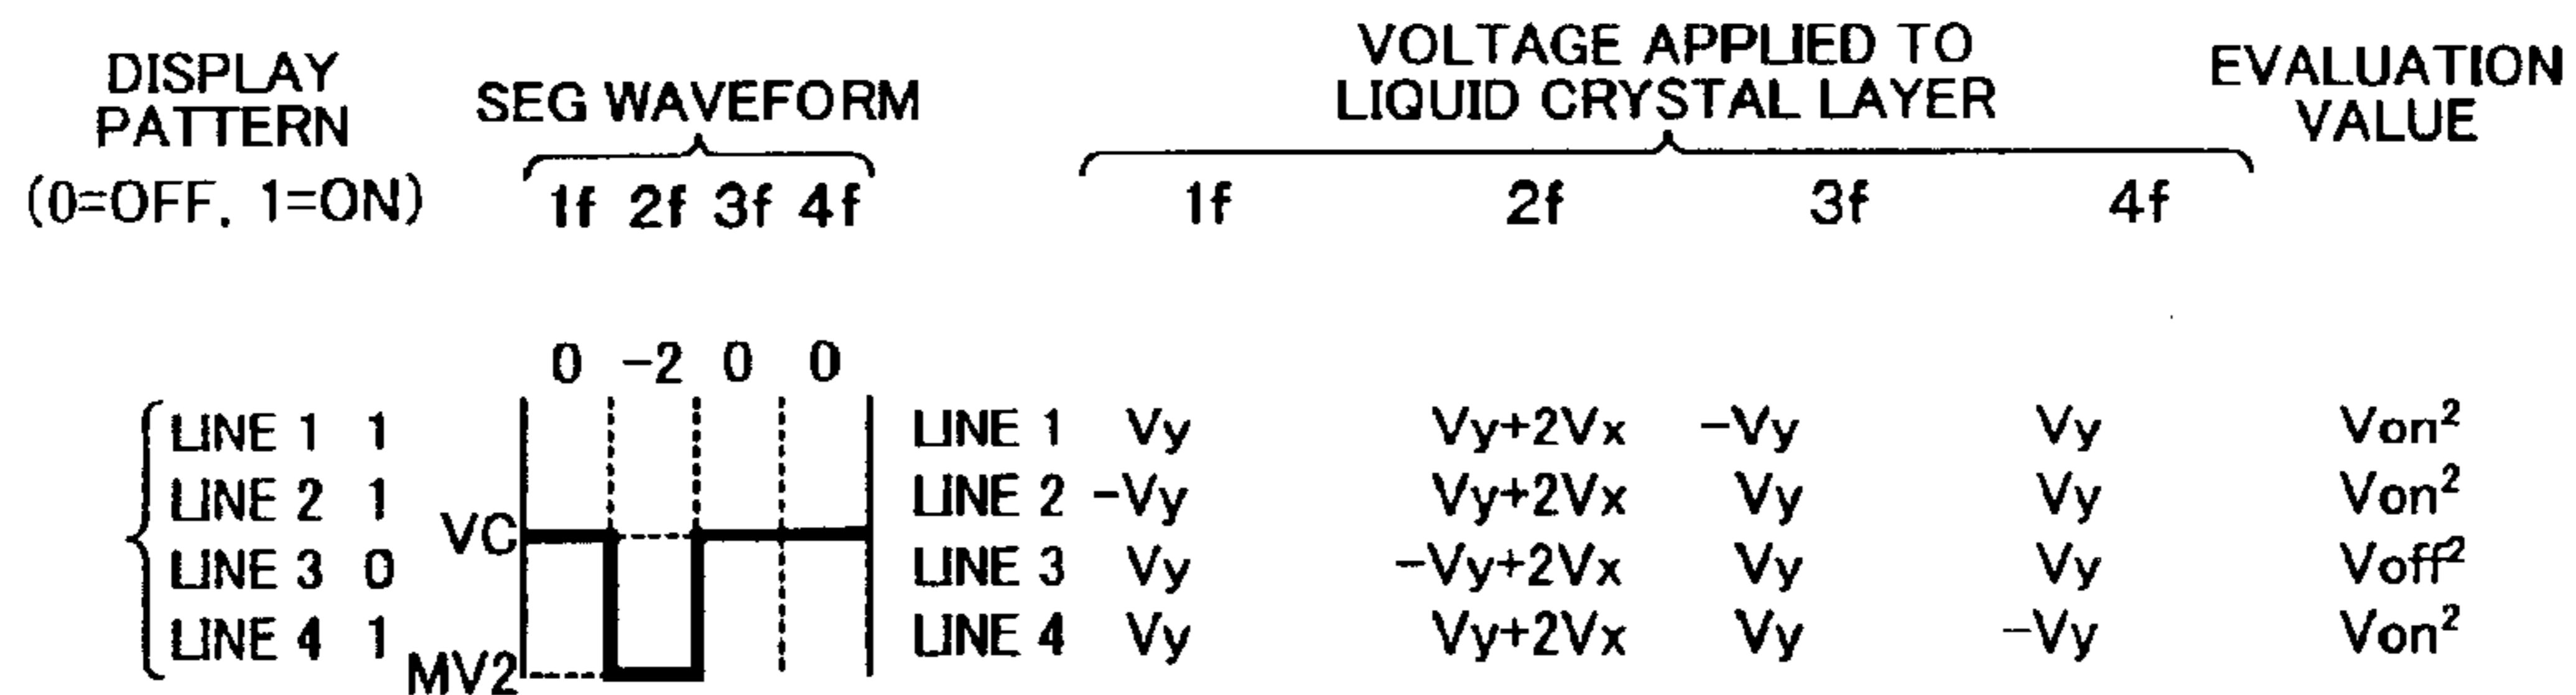 DISPLAY
PATTERN
(0=OFF, 1=ON)
SEG WAVEFORM
1f 2f 3f 4f
VOLTAGE APPLIED TO
LIQUID CRYSTAL LAYER
1f 2f 3f 4f
EVALUATION
VALUE
0 -2 0 0
LINE 1 1
LINE 2 1
LINE 3 0
LINE 4 1
VC
MV2
LINE 1 Vy Vy+2Vx -Vy Vy Von²
LINE 2 -Vy Vy+2Vx Vy Vy Von²
LINE 3 Vy -Vy+2Vx Vy Vy Voff²
LINE 4 Vy Vy+2Vx Vy -Vy Von²